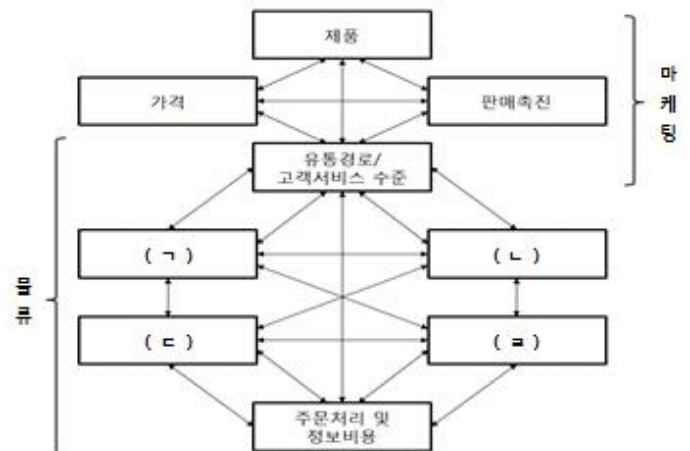 제품
가격
판매촉진
유통경로/
고객서비스 수준
( ㄱ )
( ㄴ )
( ㄷ )
( ㄹ )
주문처리 및
정보비용
마
케
팅
물
류